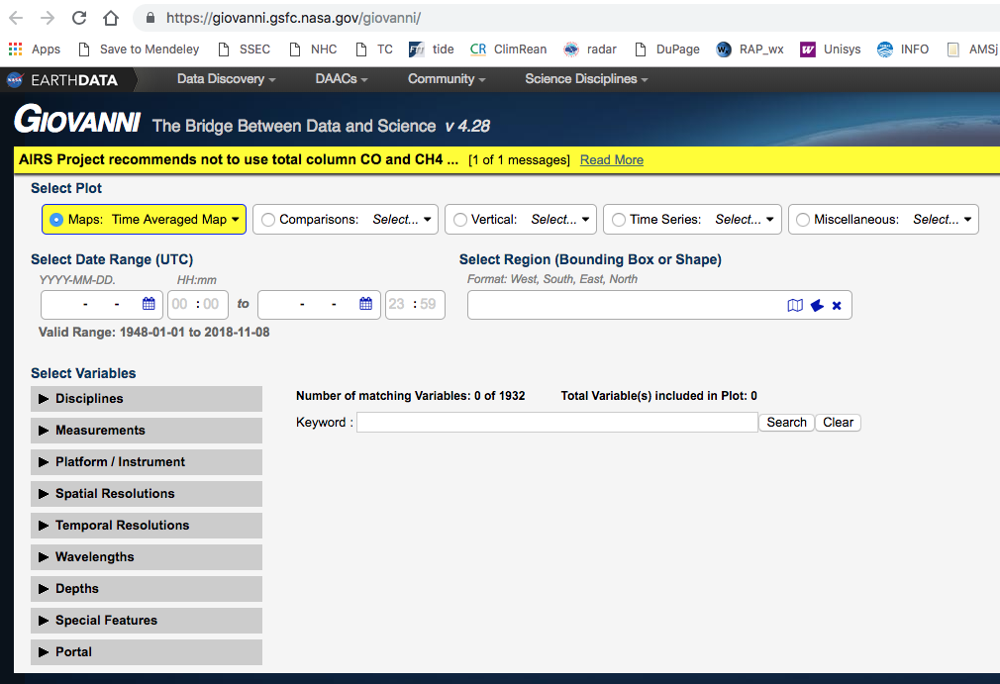 https://giovanni.gsfc.nasa.gov/giovanni/
Apps Save to Mendeley SSEC NHC TC tide CR ClimRean radar DuPage RAP_wx Unisys INFO AMSj
NASA EARTHDATA Data Discovery DAACs Community Science Disciplines
GIOVANNI The Bridge Between Data and Science v 4.28
AIRS Project recommends not to use total column CO and CH4 ... [1 of 1 messages] Read More
Select Plot
Maps: Time Averaged Map Comparisons: Select... Vertical: Select... Time Series: Select... Miscellaneous: Select...
Select Date Range (UTC) Select Region (Bounding Box or Shape)
YYYY-MM-DD. HH:mm Format: West, South, East, North
- - 00 : 00 to - - 23 : 59
Valid Range: 1948-01-01 to 2018-11-08
Select Variables
Disciplines Number of matching Variables: 0 of 1932 Total Variable(s) included in Plot: 0
Measurements Keyword : Search Clear
Platform / Instrument
Spatial Resolutions
Temporal Resolutions
Wavelengths
Depths
Special Features
Portal